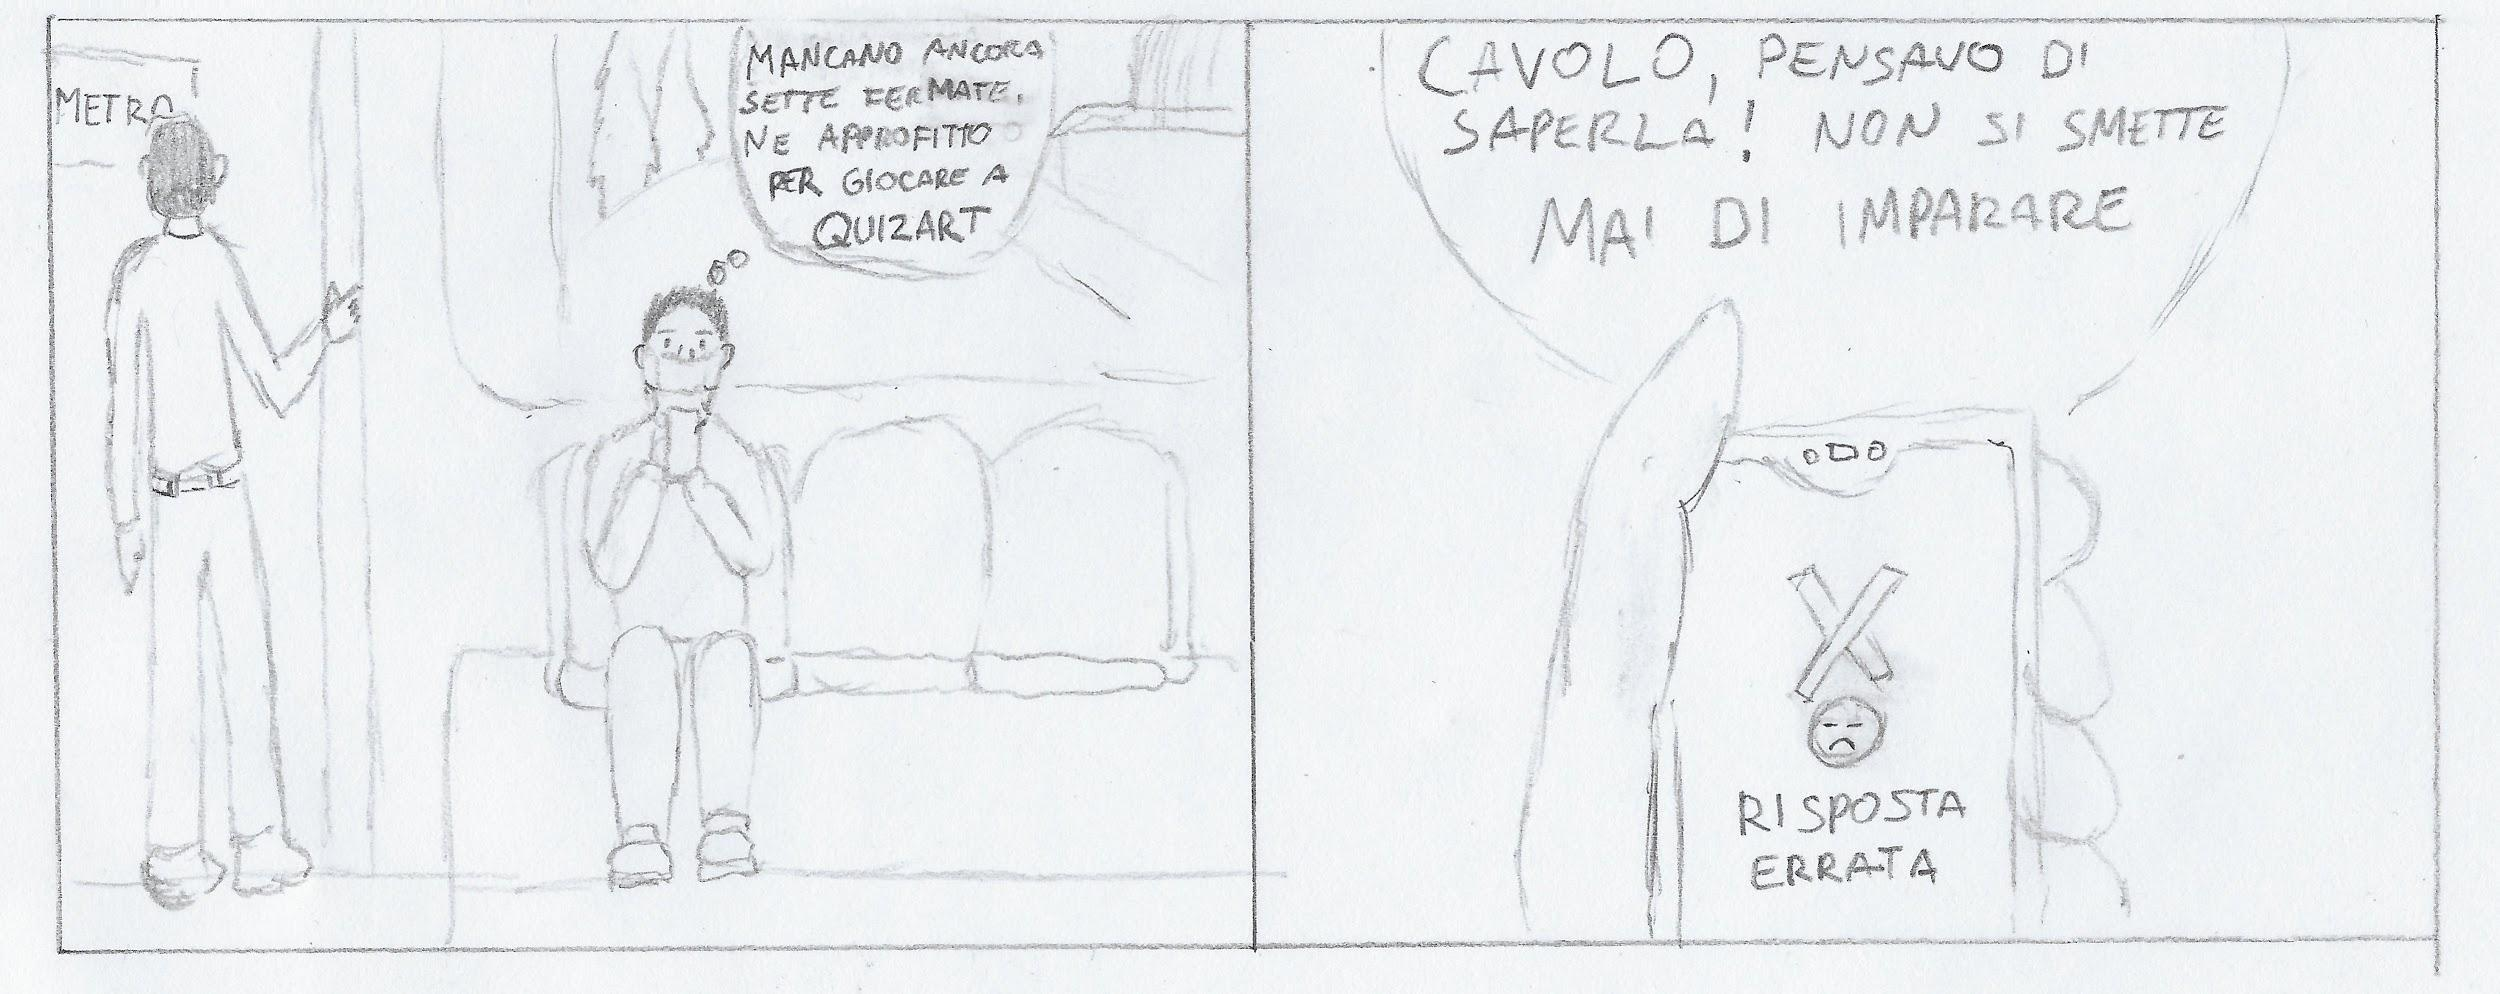 METRO
MANCANO ANCORA
SETTE FERMATE.
NE APPROFITTO
PER GIOCARE A
QUIZART
CAVOLO, PENSAVO DI
SAPERLA! NON SI SMETTE
MAI DI IMPARARE
RISPOSTA
ERRATA